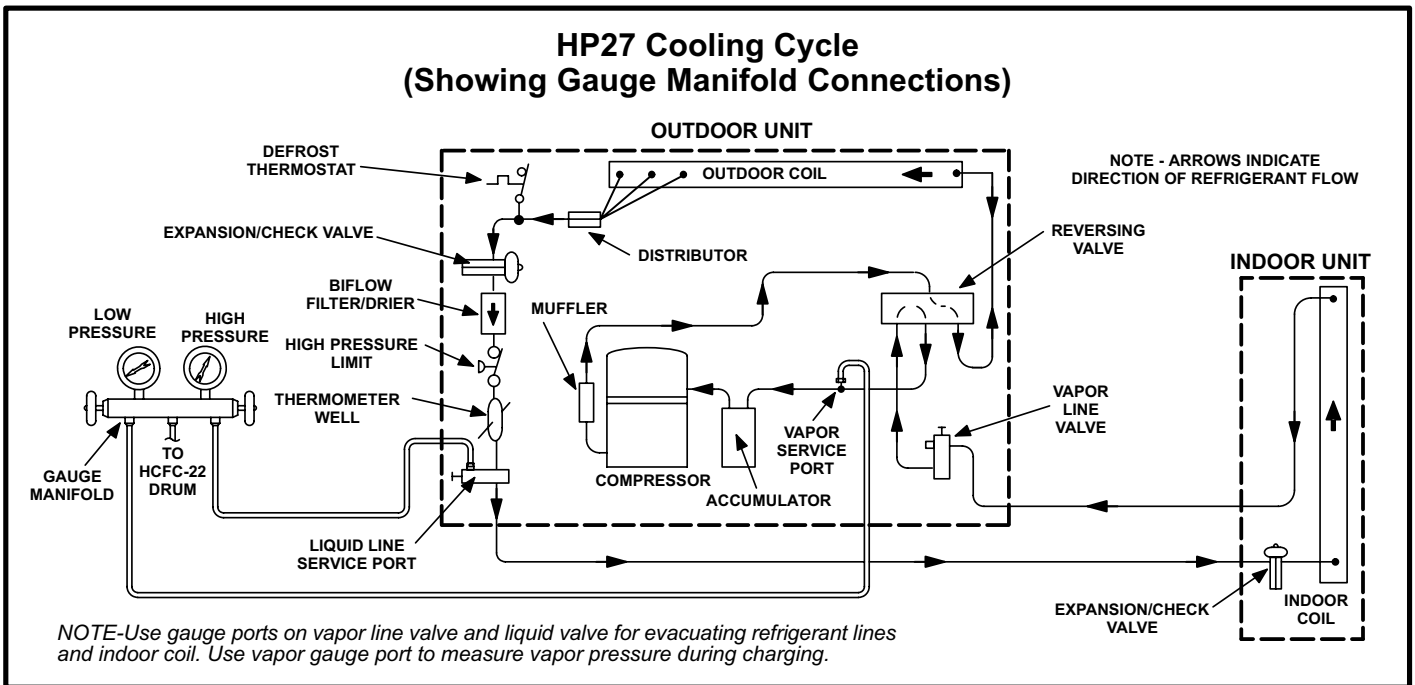 HP27 Cooling Cycle
(Showing Gauge Manifold Connections)
OUTDOOR UNIT
DEFROST
THERMOSTAT
OUTDOOR COIL
NOTE - ARROWS INDICATE
DIRECTION OF REFRIGERANT FLOW
EXPANSION/CHECK VALVE
DISTRIBUTOR
REVERSING
VALVE
INDOOR UNIT
BIFLOW
FILTER/DRIER
MUFFLER
LOW
PRESSURE
HIGH
PRESSURE
HIGH PRESSURE
LIMIT
THERMOMETER
WELL
VAPOR
LINE
VALVE
VAPOR
SERVICE
PORT
TO
HCFC-22
DRUM
GAUGE
MANIFOLD
COMPRESSOR
ACCUMULATOR
LIQUID LINE
SERVICE PORT
EXPANSION/CHECK
VALVE
INDOOR
COIL
NOTE-Use gauge ports on vapor line valve and liquid valve for evacuating refrigerant lines
and indoor coil. Use vapor gauge port to measure vapor pressure during charging.